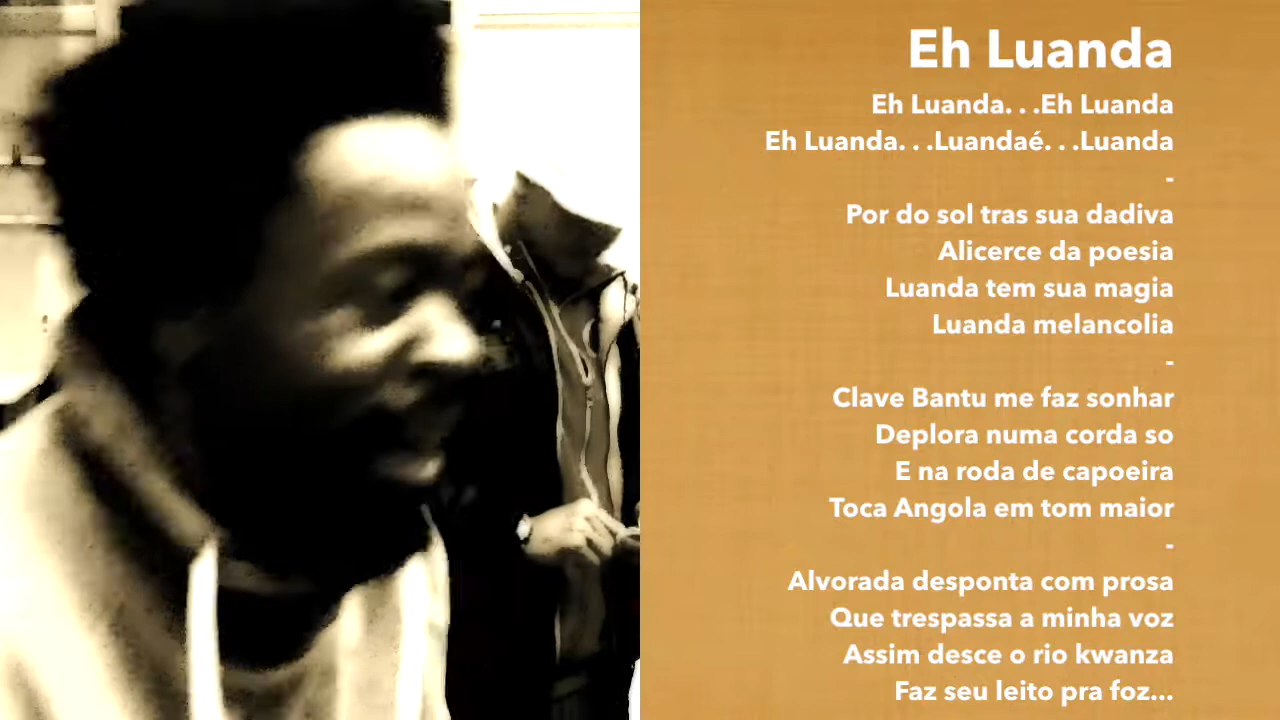 Eh Luanda
Eh Luanda. . .Eh Luanda
Eh Luanda. . .Luandaé. . .Luanda
-
Por do sol tras sua dadiva
Alicerce da poesia
Luanda tem sua magia
Luanda melancolia
-
Clave Bantu me faz sonhar
Deplora numa corda so
E na roda de capoeira
Toca Angola em tom maior
-
Alvorada desponta com prosa
Que trespassa a minha voz
Assim desce o rio kwanza
Faz seu leito pra foz...